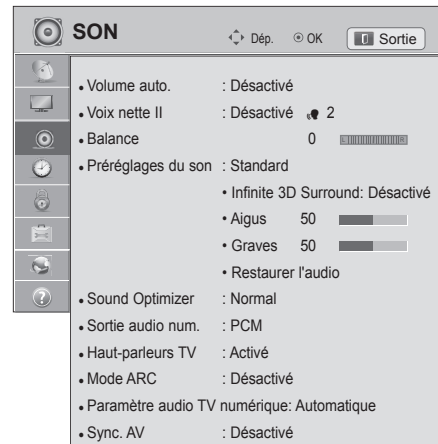 SON Dép. OK Sortie
• Volume auto. : Désactivé
• Voix nette II : Désactivé 2
• Balance 0 L R
• Préréglages du son : Standard
• Infinite 3D Surround: Désactivé
• Aigus 50
• Graves 50
• Restaurer l'audio
• Sound Optimizer : Normal
• Sortie audio num. : PCM
• Haut-parleurs TV : Activé
• Mode ARC : Désactivé
• Paramètre audio TV numérique: Automatique
• Sync. AV : Désactivé